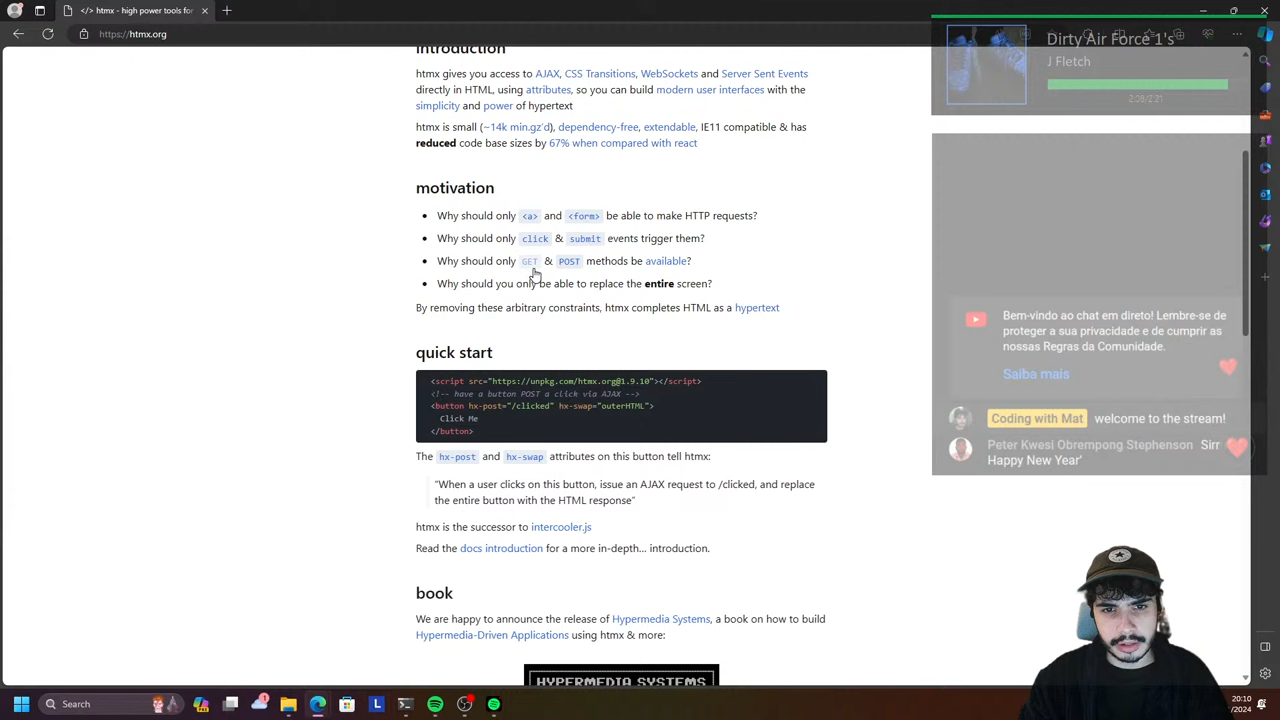 </> htmx - high power tools for
https://htmx.org
introduction
htmx gives you access to AJAX, CSS Transitions, WebSockets and Server Sent Events
directly in HTML, using attributes, so you can build modern user interfaces with the
simplicity and power of hypertext
htmx is small (~14k min.gz'd), dependency-free, extendable, IE11 compatible & has
reduced code base sizes by 67% when compared with react
motivation
Why should only <a> and <form> be able to make HTTP requests?
Why should only click & submit events trigger them?
Why should only GET & POST methods be available?
Why should you only be able to replace the entire screen?
By removing these arbitrary constraints, htmx completes HTML as a hypertext
quick start
<script src="https://unpkg.com/htmx.org@1.9.10"></script>
<!-- have a button POST a click via AJAX -->
<button hx-post="/clicked" hx-swap="outerHTML">
Click Me
</button>
The hx-post and hx-swap attributes on this button tell htmx:
“When a user clicks on this button, issue an AJAX request to /clicked, and replace
the entire button with the HTML response”
htmx is the successor to intercooler.js
Read the docs introduction for a more in-depth… introduction.
book
We are happy to announce the release of Hypermedia Systems, a book on how to build
Hypermedia-Driven Applications using htmx & more:
HYPERMEDIA SYSTEMS
Dirty Air Force 1's
J Fletch
2:08/2:21
Bem-vindo ao chat em direto! Lembre-se de
proteger a sua privacidade e de cumprir as
nossas Regras da Comunidade.
Saiba mais
Coding with Mat welcome to the stream!
Peter Kwesi Obrempong Stephenson Sirr
Happy New Year'
Search
20:10
/2024